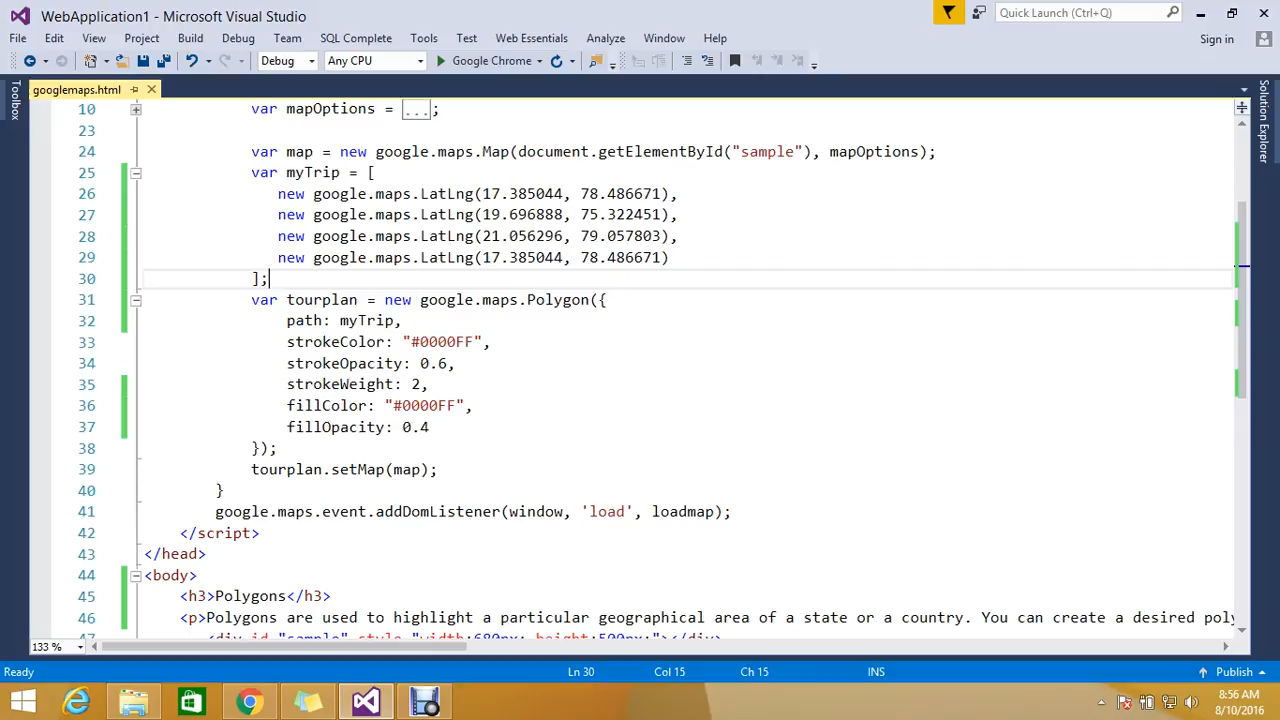 WebApplication1 - Microsoft Visual Studio
Quick Launch (Ctrl+Q)
File Edit View Project Build Debug Team SQL Complete Tools Test Web Essentials Analyze Window Help
Sign in
Debug Any CPU Google Chrome
googlemaps.html
Toolbox
Solution Explorer
10 var mapOptions = ...;
23
24 var map = new google.maps.Map(document.getElementById("sample"), mapOptions);
25 var myTrip = [
26 new google.maps.LatLng(17.385044, 78.486671),
27 new google.maps.LatLng(19.696888, 75.322451),
28 new google.maps.LatLng(21.056296, 79.057803),
29 new google.maps.LatLng(17.385044, 78.486671)
30 ];
31 var tourplan = new google.maps.Polygon({
32 path: myTrip,
33 strokeColor: "#0000FF",
34 strokeOpacity: 0.6,
35 strokeWeight: 2,
36 fillColor: "#0000FF",
37 fillOpacity: 0.4
38 });
39 tourplan.setMap(map);
40 }
41 google.maps.event.addDomListener(window, 'load', loadmap);
42 </script>
43 </head>
44 <body>
45 <h3>Polygons</h3>
46 <p>Polygons are used to highlight a particular geographical area of a state or a country. You can create a desired poly
47 <div id="sample" style="width:680px; height:500px;"></div>
133 %
Ready Ln 30 Col 15 Ch 15 INS Publish
8:56 AM
8/10/2016